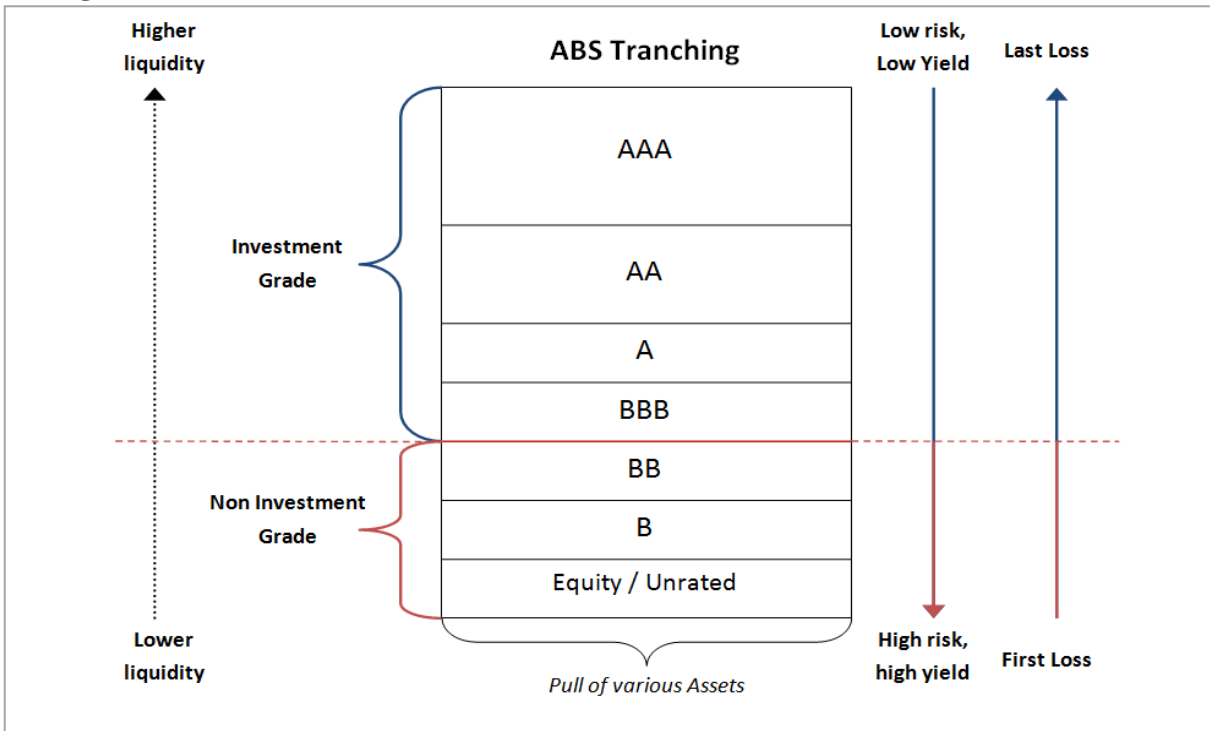 Higher
liquidity
ABS Tranching
Low risk,
Low Yield
Last Loss
AAA
AA
A
BBB
BB
B
Equity / Unrated
Investment
Grade
Non Investment
Grade
Lower
liquidity
Pull of various Assets
High risk,
high yield
First Loss